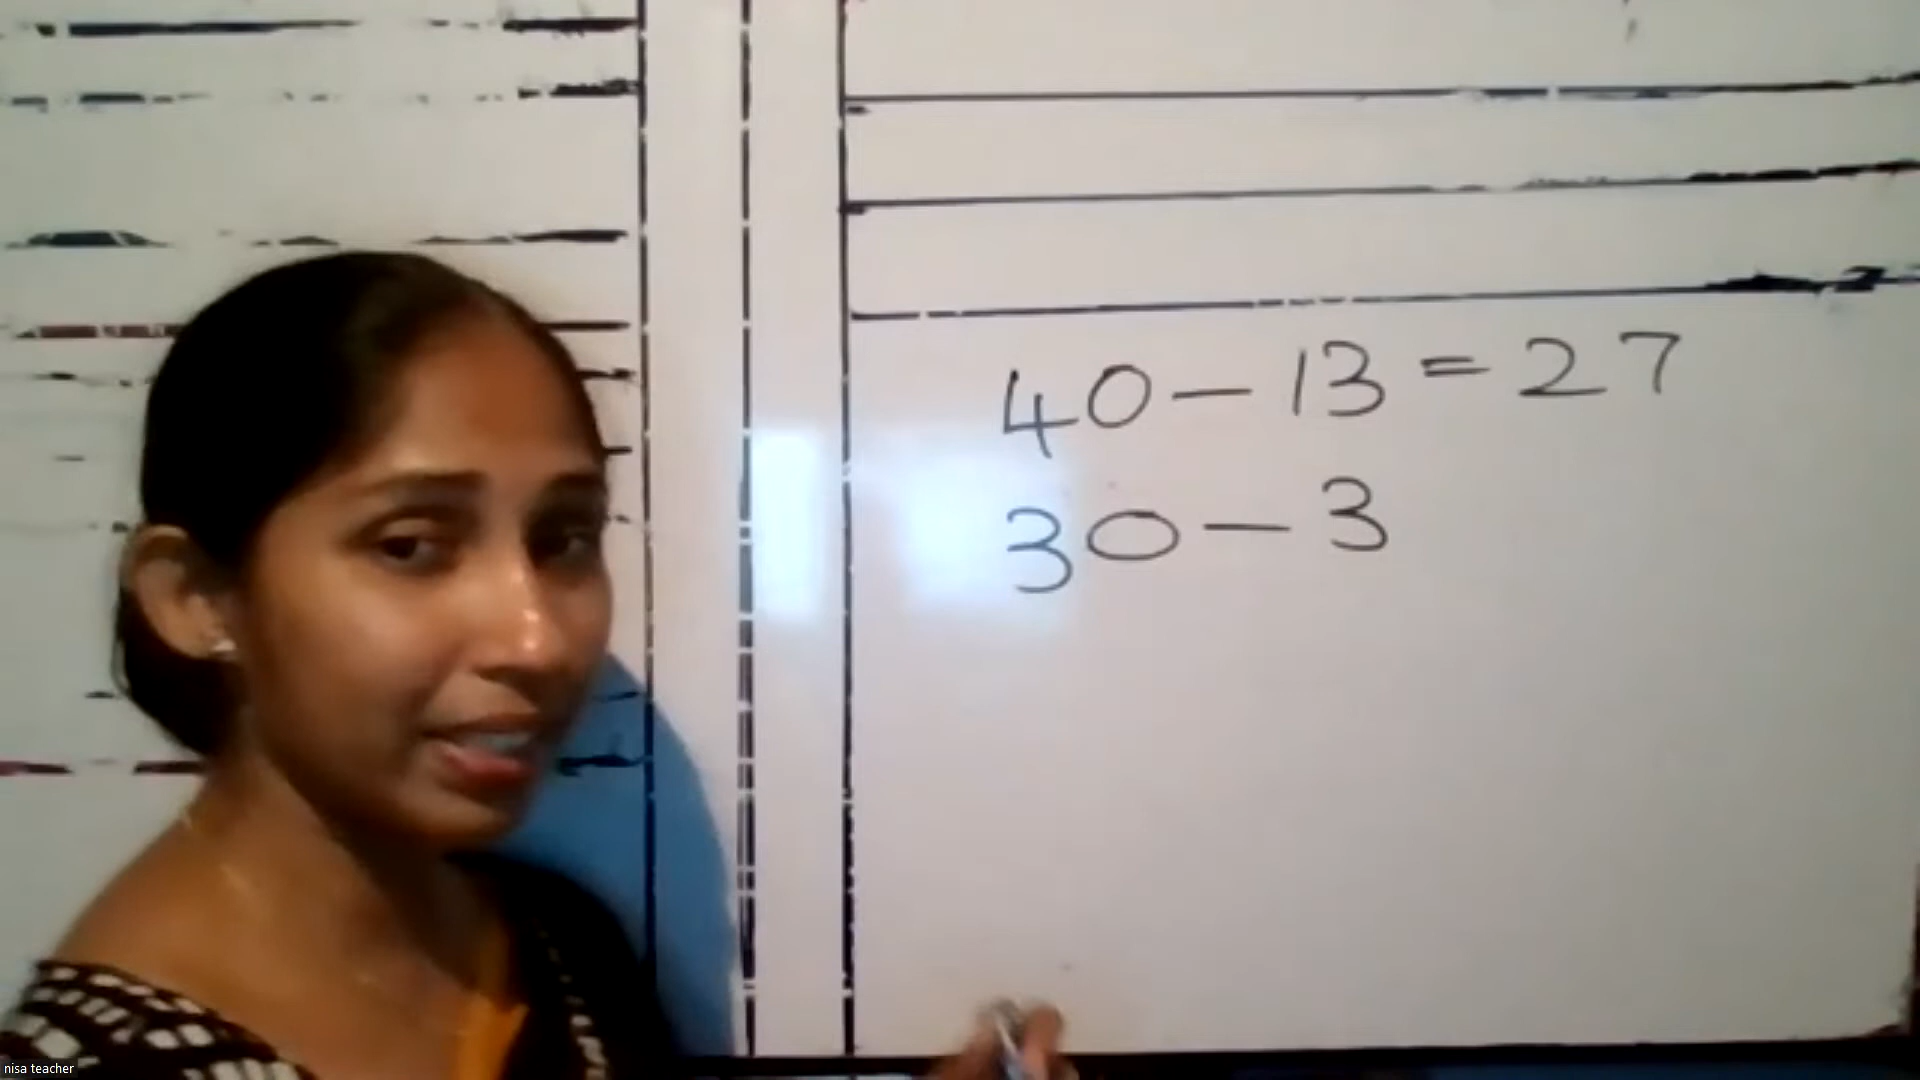 40 - 13 = 27
30 - 3
nisa teacher